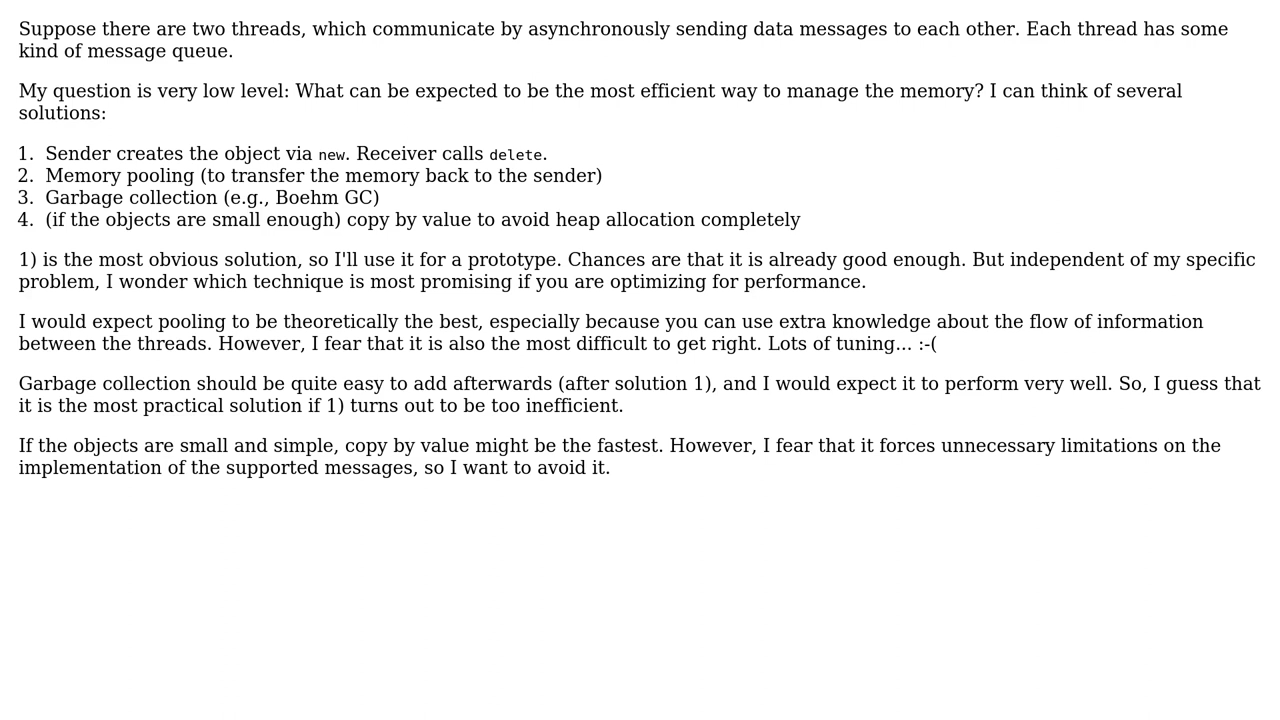 Suppose there are two threads, which communicate by asynchronously sending data messages to each other. Each thread has some
kind of message queue.
My question is very low level: What can be expected to be the most efficient way to manage the memory? I can think of several
solutions:
1. Sender creates the object via new. Receiver calls delete.
2. Memory pooling (to transfer the memory back to the sender)
3. Garbage collection (e.g., Boehm GC)
4. (if the objects are small enough) copy by value to avoid heap allocation completely
1) is the most obvious solution, so I'll use it for a prototype. Chances are that it is already good enough. But independent of my specific
problem, I wonder which technique is most promising if you are optimizing for performance.
I would expect pooling to be theoretically the best, especially because you can use extra knowledge about the flow of information
between the threads. However, I fear that it is also the most difficult to get right. Lots of tuning... :-(
Garbage collection should be quite easy to add afterwards (after solution 1), and I would expect it to perform very well. So, I guess that
it is the most practical solution if 1) turns out to be too inefficient.
If the objects are small and simple, copy by value might be the fastest. However, I fear that it forces unnecessary limitations on the
implementation of the supported messages, so I want to avoid it.